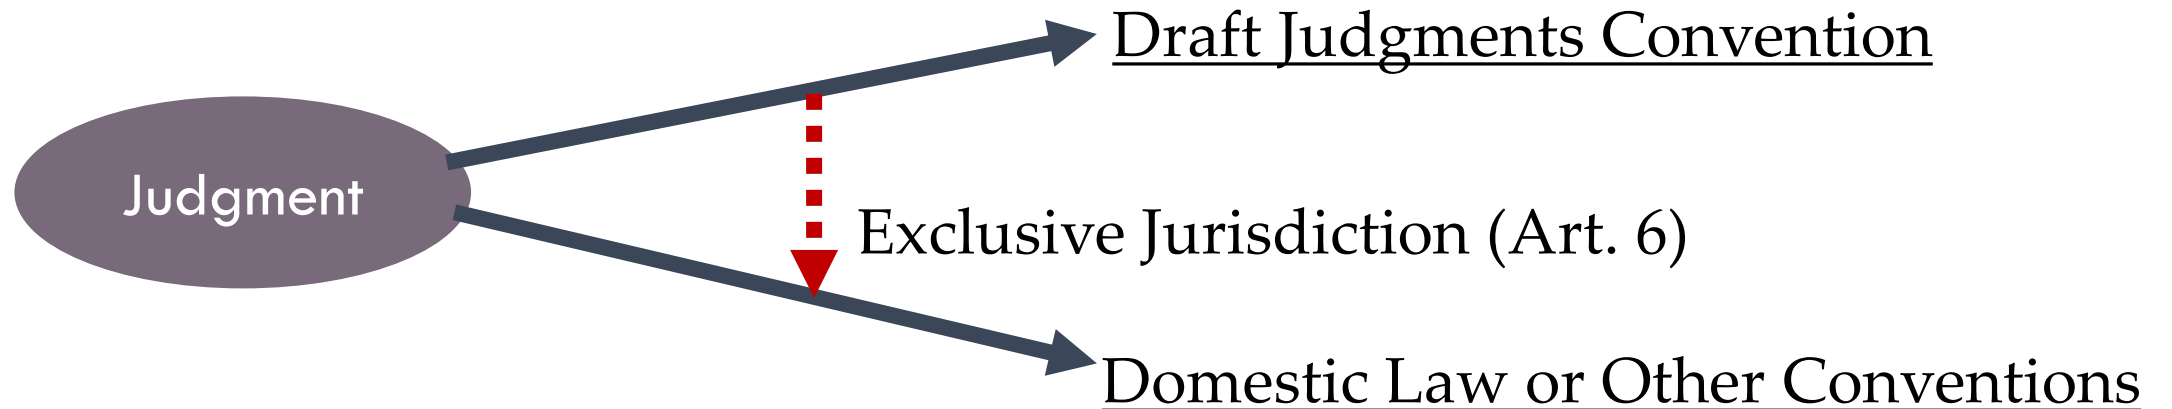 Draft Judgments Convention
Judgment
Exclusive Jurisdiction (Art. 6)
Domestic Law or Other Conventions